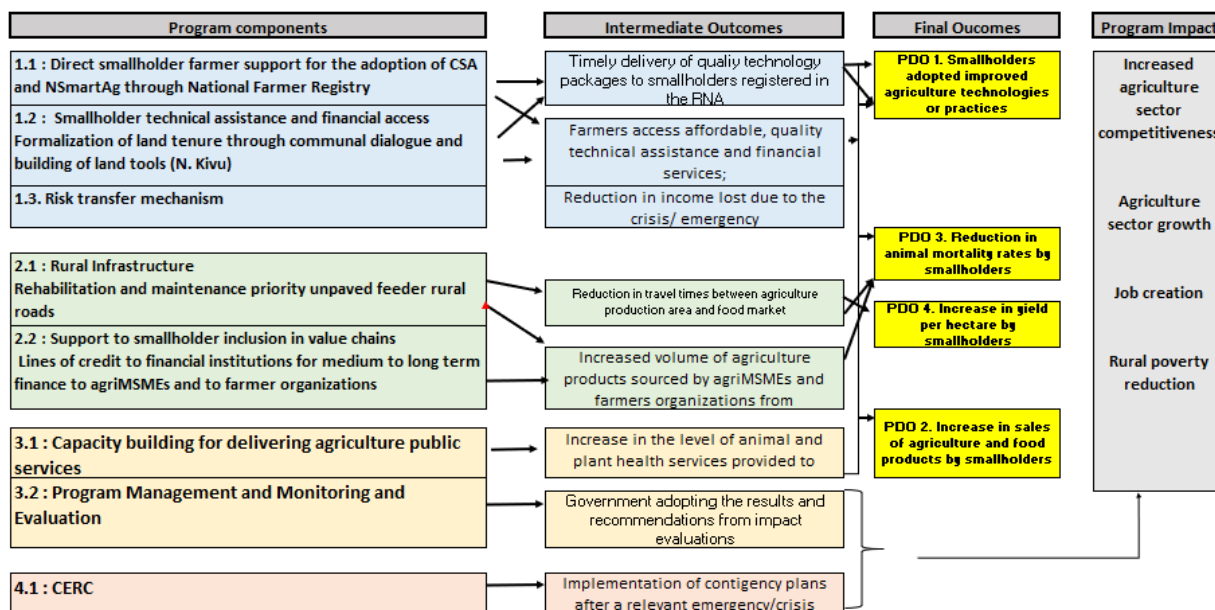 Program components
Intermediate Outcomes
Final Oucomes
Program Impact
1.1 : Direct smallholder farmer support for the adoption of CSA
and NSmartAg through National Farmer Registry
1.2 :  Smallholder technical assistance and financial access
Formalization of land tenure through communal dialogue and
building of land tools (N. Kivu)
1.3. Risk transfer mechanism
2.1 : Rural Infrastructure
Rehabilitation and maintenance priority unpaved feeder rural
roads
2.2 : Support to smallholder inclusion in value chains
Lines of credit to financial institutions for medium to long term
finance to agriMSMEs and to farmer organizations
3.1 : Capacity building for delivering agriculture public
services
3.2 : Program Management and Monitoring and
Evaluation
4.1 : CERC
Timely delivery of qualiy technology
packages to smallholders registered in
the RNA
Farmers access affordable, quality
technical assistance and financial
services;
Reduction in income lost due to the
crisis/ emergency
Reduction in travel times between agriculture
production area and food market
Increased volume of agriculture
products sourced by agriMSMEs and
farmers organizations from
Increase in the level of animal and
plant health services provided to
Government adopting the results and
recommendations from impact
evaluations
Implementation of contigency plans
after a relevant emergency/crisis
PDO 1. Smallholders
adopted improved
agriculture technologies
or practices
PDO 3. Reduction in
animal mortality rates by
smallholders
PDO 4. Increase in yield
per hectare by
smallholders
PDO 2. Increase in sales
of agriculture and food
products by smallholders
Increased
agriculture
sector
competitiveness
Agriculture
sector growth
Job creation
Rural poverty
reduction